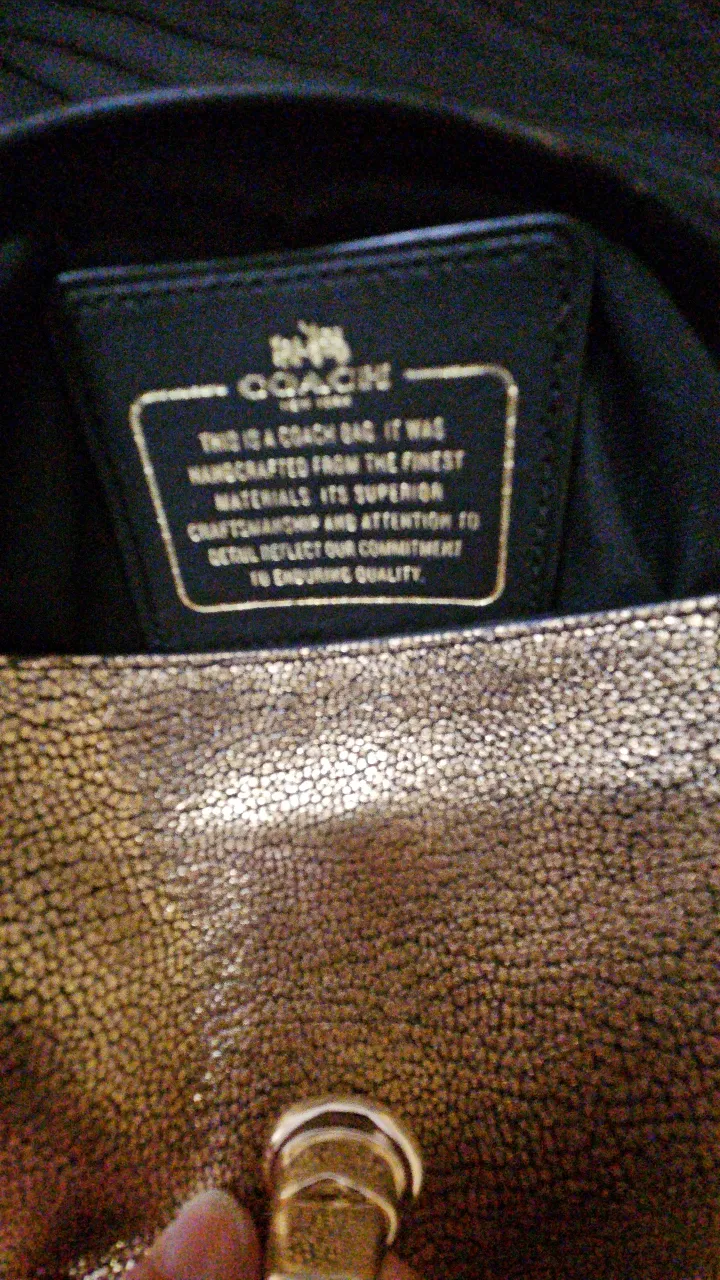 COACH
NEW YORK
THIS IS A COACH BAG. IT WAS
HANDCRAFTED FROM THE FINEST
MATERIALS. ITS SUPERIOR
CRAFTSMANSHIP AND ATTENTION TO
DETAIL REFLECT OUR COMMITMENT
TO ENDURING QUALITY.